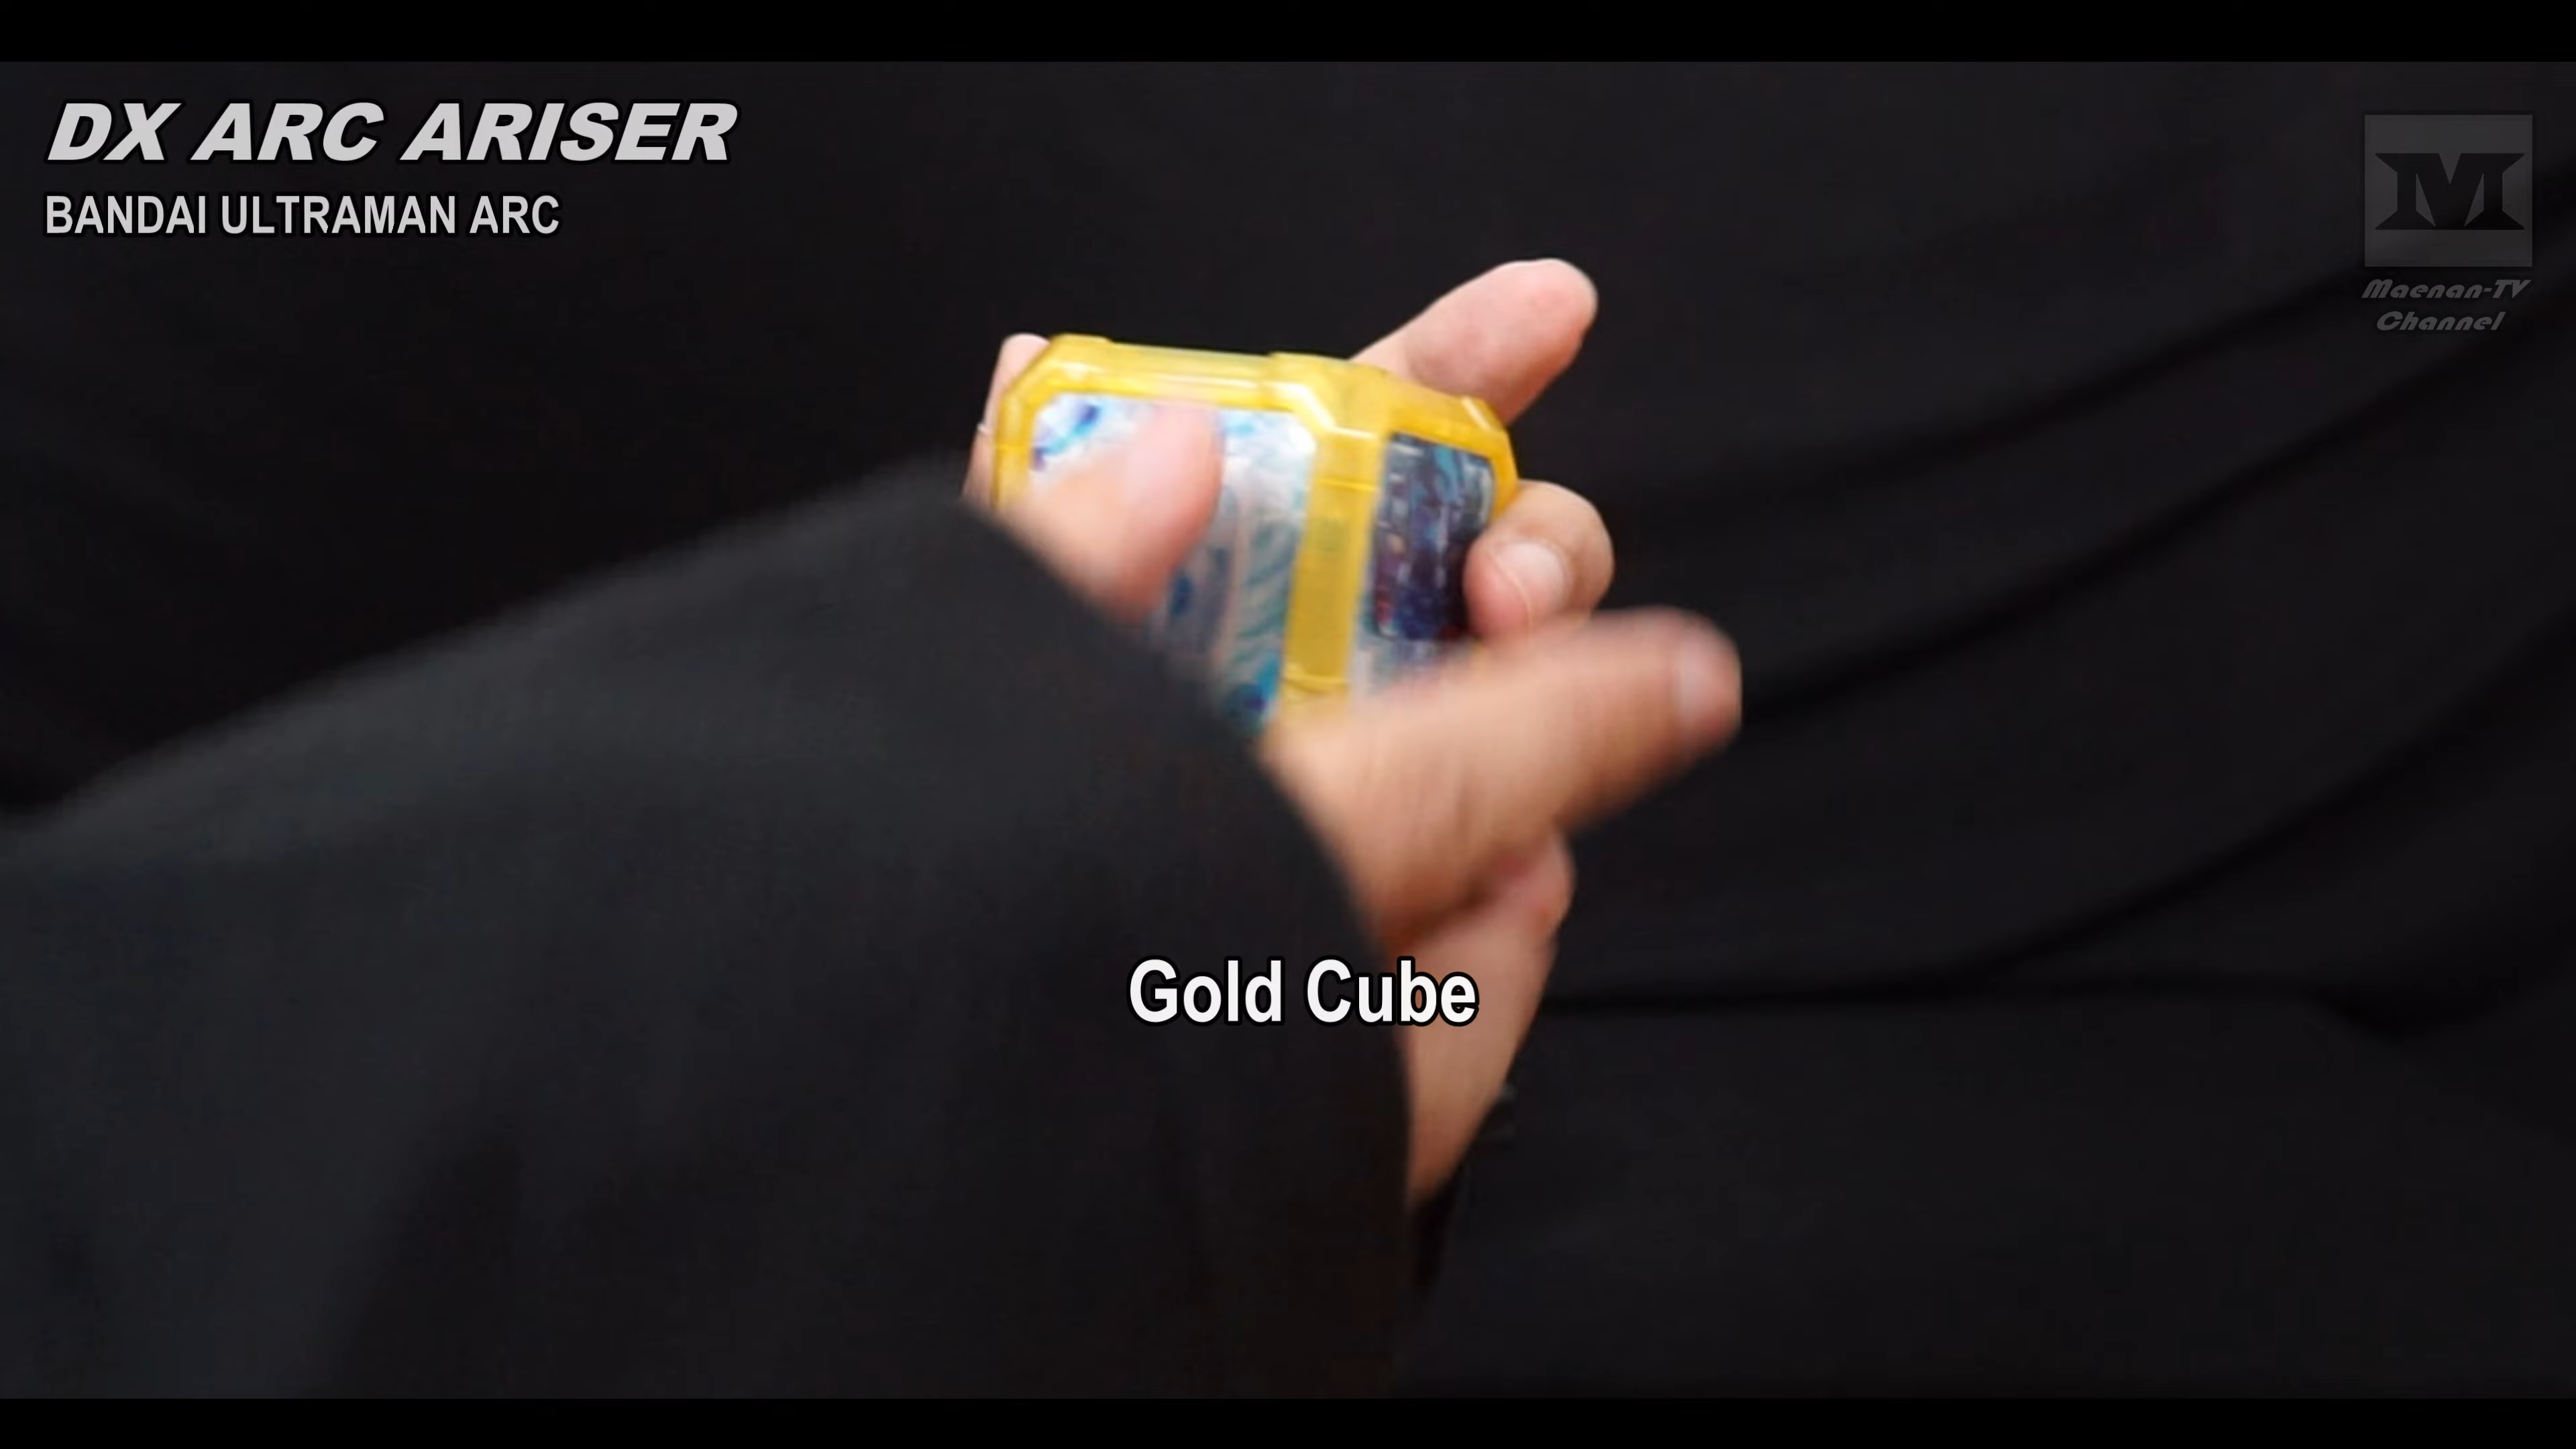 DX ARC ARISER
BANDAI ULTRAMAN ARC
M
Maenan-TV
Channel
Gold Cube